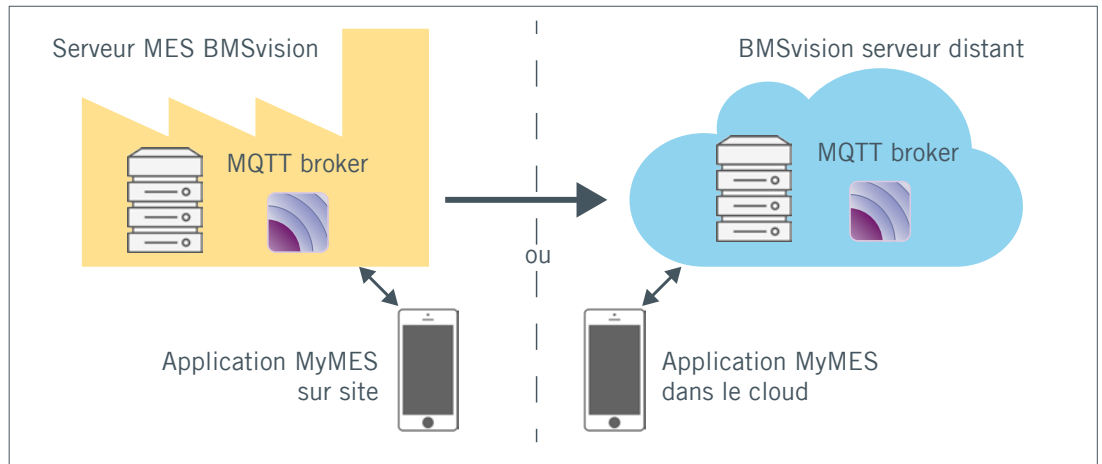 Serveur MES BMSvision
MQTT broker
ou
BMSvision serveur distant
MQTT broker
Application MyMES
sur site
Application MyMES
dans le cloud